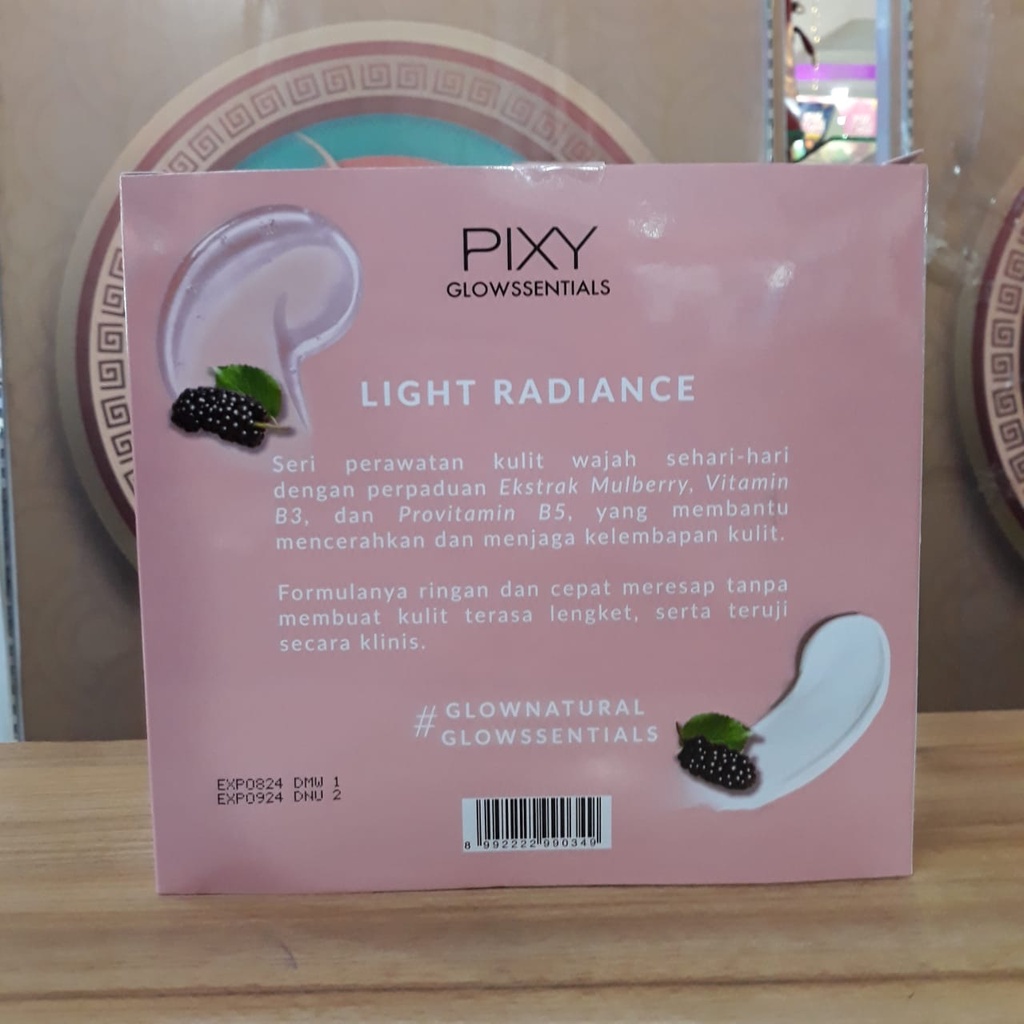 PIXY
GLOWSSENTIALS
LIGHT RADIANCE
Seri perawatan kulit wajah sehari-hari
dengan perpaduan Ekstrak Mulberry, Vitamin
B3, dan Provitamin B5, yang membantu
mencerahkan dan menjaga kelembapan kulit.
Formulanya ringan dan cepat meresap tanpa
membuat kulit terasa lengket, serta teruji
secara klinis.
#GLOWNATURAL
GLOWSSENTIALS
EXP0824 DMW 1
EXP0924 DNU 2
8 992222 990349